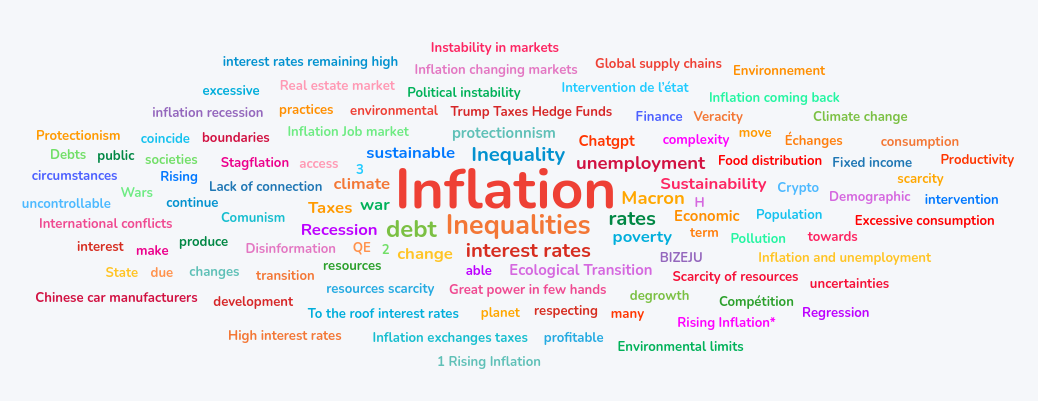 Instability in markets
interest rates remaining high
Global supply chains
Inflation changing markets
Environnement
excessive
Real estate market
Political instability
Intervention de l'état
Inflation coming back
inflation recession
practices
environmental
Trump Taxes Hedge Funds
Finance
Veracity
Climate change
Protectionism
coincide
boundaries
Inflation Job market
protectionnism
Chatgpt
complexity
move
Échanges
consumption
Debts
public
societies
Stagflation
access
3
sustainable
Inequality
unemployment
Food distribution
Fixed income
Productivity
circumstances
Rising
Lack of connection
climate
Inflation
Sustainability
Crypto
scarcity
uncontrollable
Wars
continue
Taxes
war
Macron
H
Demographic
intervention
International conflicts
Comunism
Recession
debt
Inequalities
rates
Economic
Population
Excessive consumption
interest
make
produce
Disinformation
QE
2
change
interest rates
poverty
term
Pollution
towards
State
due
changes
transition
resources
able
Ecological Transition
BIZEJU
Inflation and unemployment
Scarcity of resources
uncertainties
Chinese car manufacturers
development
resources scarcity
Great power in few hands
degrowth
Compétition
To the roof interest rates
planet
respecting
many
Rising Inflation*
Regression
High interest rates
Inflation exchanges taxes
profitable
Environmental limits
1 Rising Inflation